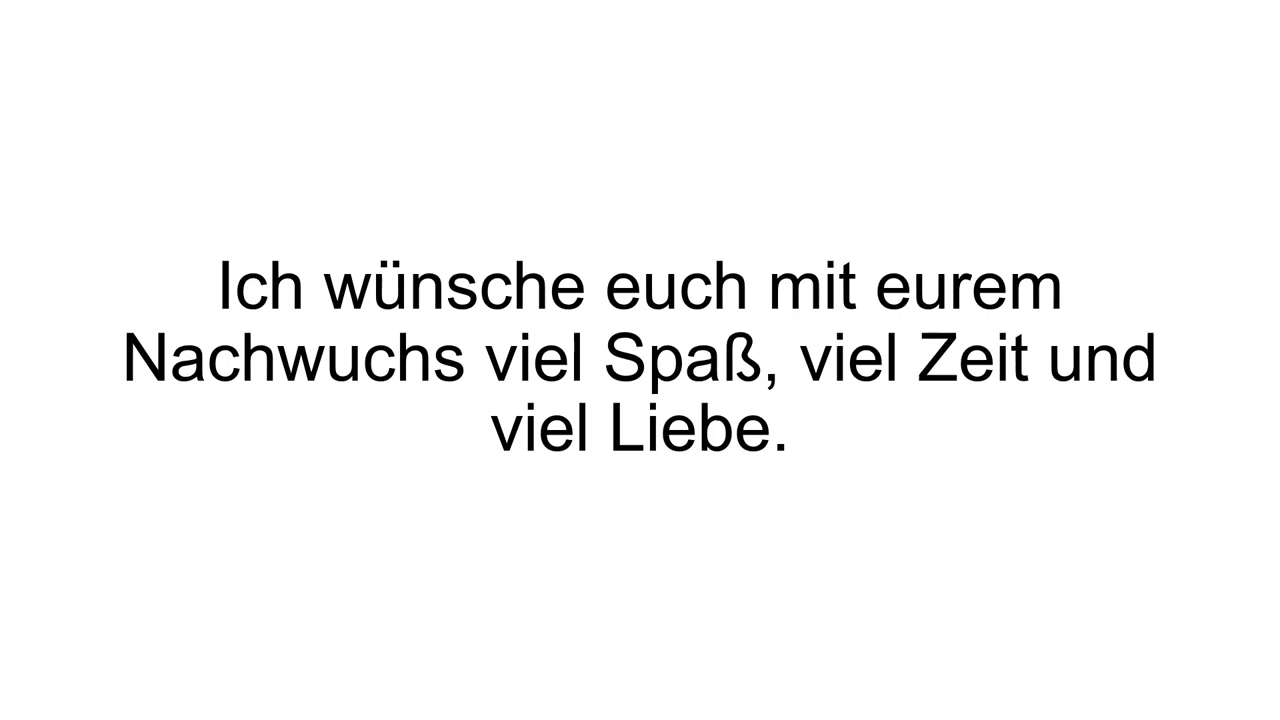 Ich wünsche euch mit eurem
Nachwuchs viel Spaß, viel Zeit und
viel Liebe.